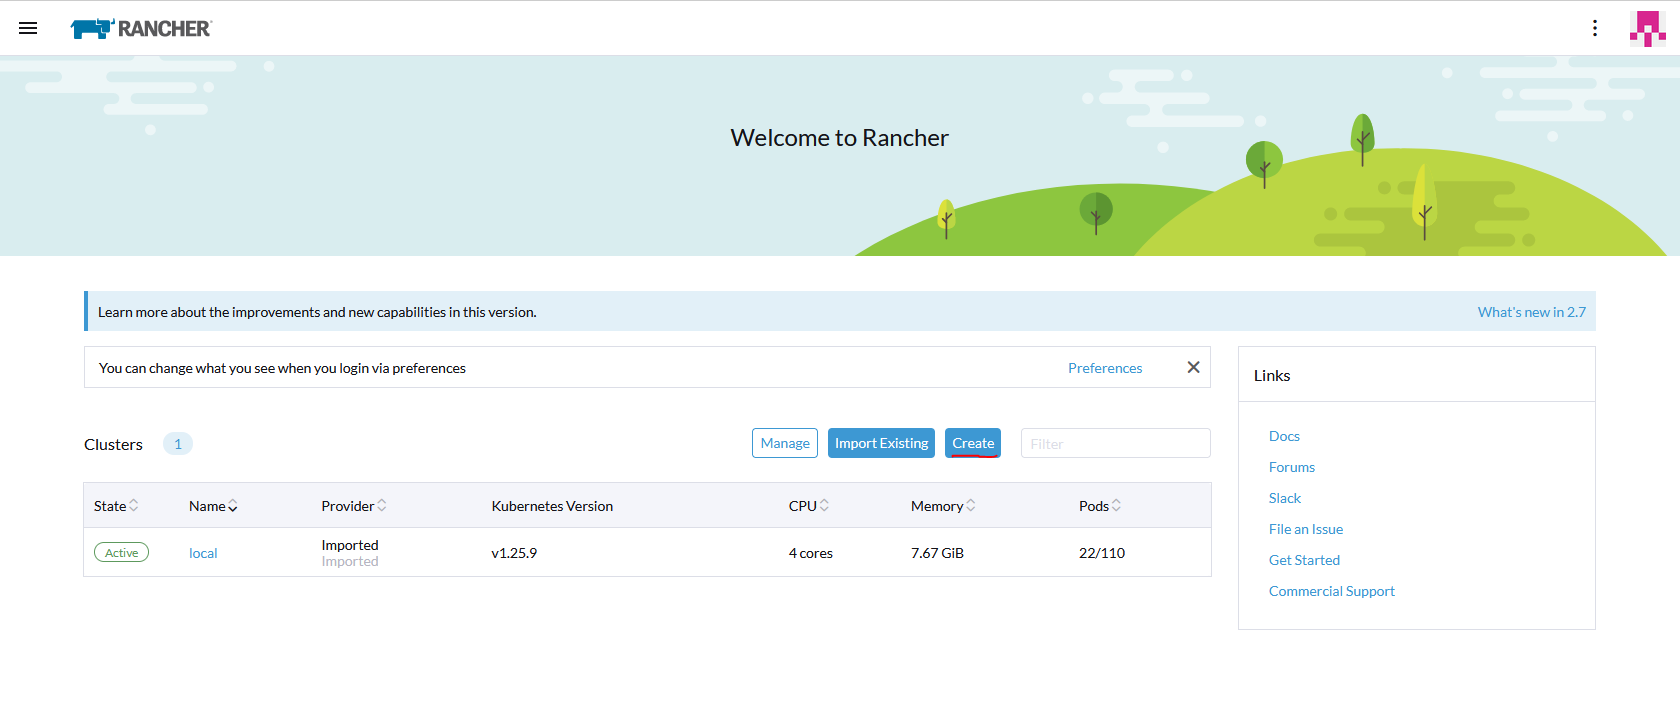 RANCHER
Welcome to Rancher
Learn more about the improvements and new capabilities in this version. What's new in 2.7
You can change what you see when you login via preferences Preferences
Links
Clusters 1 Manage Import Existing Create Filter
Docs
Forums
Slack
File an Issue
Get Started
Commercial Support
State Name Provider Kubernetes Version CPU Memory Pods
Active local Imported v1.25.9 4 cores 7.67 GiB 22/110
Imported